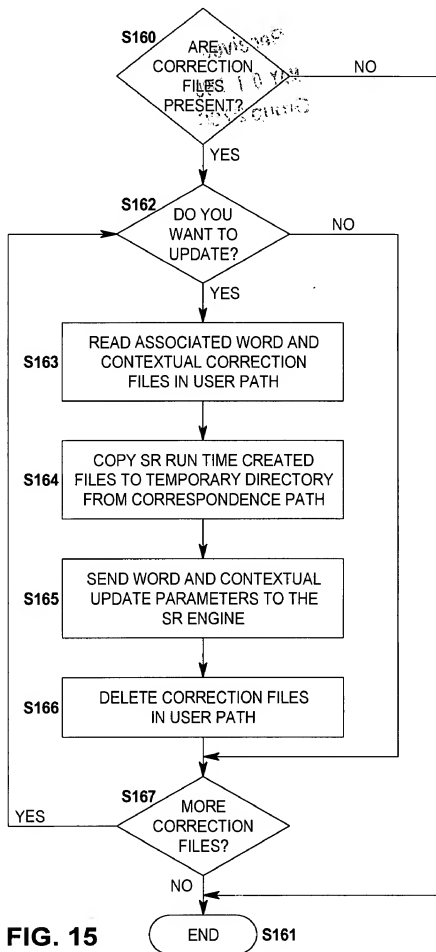 S160
ARE
CORRECTION
FILES
PRESENT?
NO
YES
S162
DO YOU
WANT TO
UPDATE?
NO
YES
S163
READ ASSOCIATED WORD AND
CONTEXTUAL CORRECTION
FILES IN USER PATH
S164
COPY SR RUN TIME CREATED
FILES TO TEMPORARY DIRECTORY
FROM CORRESPONDENCE PATH
S165
SEND WORD AND CONTEXTUAL
UPDATE PARAMETERS TO THE
SR ENGINE
S166
DELETE CORRECTION FILES
IN USER PATH
S167
MORE
CORRECTION
FILES?
YES
NO
END
S161
FIG. 15